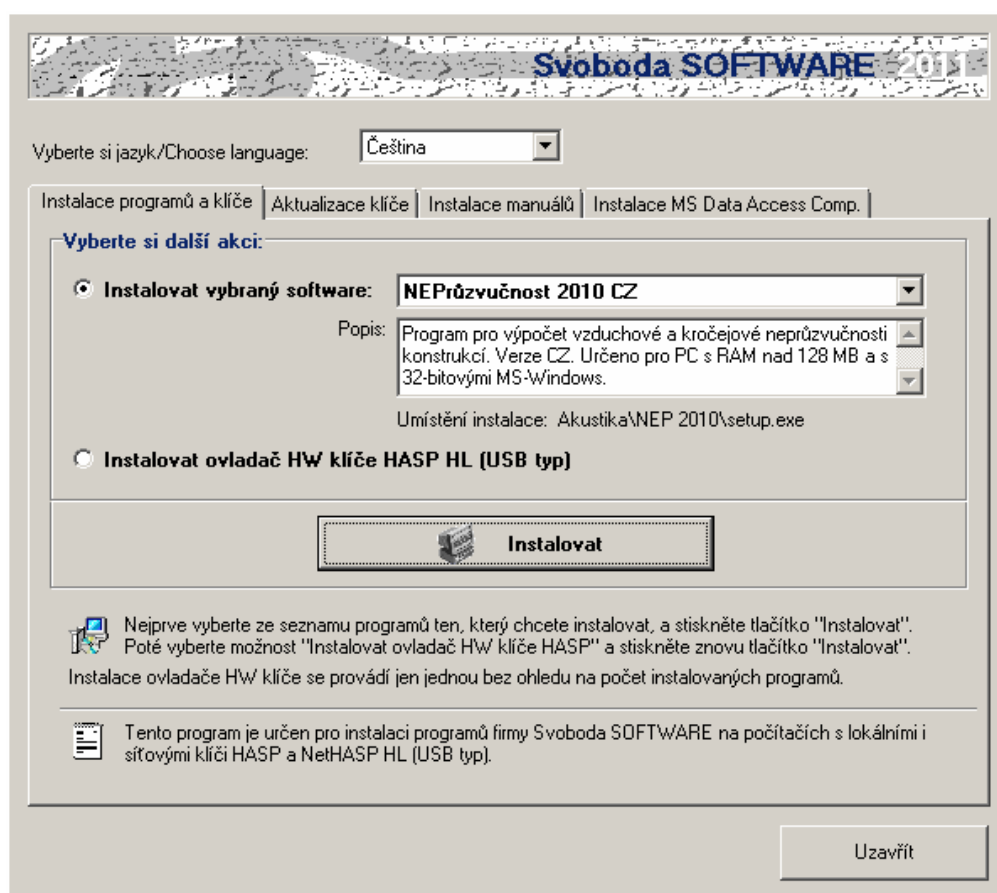 Svoboda SOFTWARE 2011
Vyberte si jazyk/Choose language: Čeština
Instalace programů a klíče Aktualizace klíče Instalace manuálů Instalace MS Data Access Comp.
Vyberte si další akci:
Instalovat vybraný software: NEPrůzvučnost 2010 CZ
Popis: Program pro výpočet vzduchové a kročejové neprůzvučnosti
konstrukcí. Verze CZ. Určeno pro PC s RAM nad 128 MB a s
32-bitovými MS-Windows.
Umístění instalace: Akustika\NEP 2010\setup.exe
Instalovat ovladač HW klíče HASP HL (USB typ)
Instalovat
Nejprve vyberte ze seznamu programů ten, který chcete instalovat, a stiskněte tlačítko "Instalovat".
Poté vyberte možnost "Instalovat ovladač HW klíče HASP" a stiskněte znovu tlačítko "Instalovat".
Instalace ovladače HW klíče se provádí jen jednou bez ohledu na počet instalovaných programů.
Tento program je určen pro instalaci programů firmy Svoboda SOFTWARE na počítačích s lokálními i
síťovými klíči HASP a NetHASP HL (USB typ).
Uzavřít